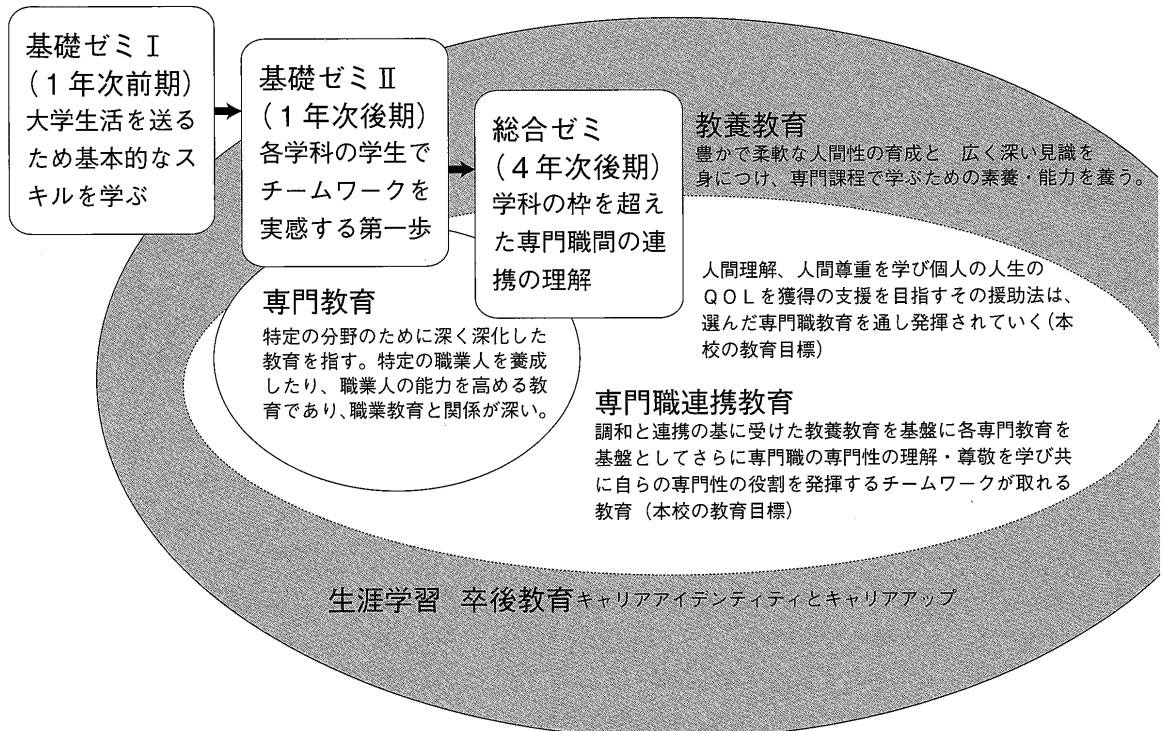 基礎ゼミⅠ
(1年次前期)
大学生活を送る
ため基本的なス
キルを学ぶ
基礎ゼミⅡ
(1年次後期)
各学科の学生で
チームワークを
実感する第一歩
総合ゼミ
(4年次後期)
学科の枠を超え
た専門職間の連
携の理解
教養教育
豊かで柔軟な人間性の育成と 広く深い見識を
身につけ、専門課程で学ぶための素養・能力を養う。
人間理解、人間尊重を学び個人の人生の
QOLを獲得の支援を目指すその援助法は、
選んだ専門職教育を通し発揮されていく(本
校の教育目標)
専門教育
特定の分野のために深く深化した
教育を指す。特定の職業人を養成
したり、職業人の能力を高める教
育であり、職業教育と関係が深い。
専門職連携教育
調和と連携の基に受けた教養教育を基盤に各専門教育を
基盤としてさらに専門職の専門性の理解・尊敬を学び共
に自らの専門性の役割を発揮するチームワークが取れる
教育(本校の教育目標)
生涯学習 卒後教育キャリアアイデンティティとキャリアアップ